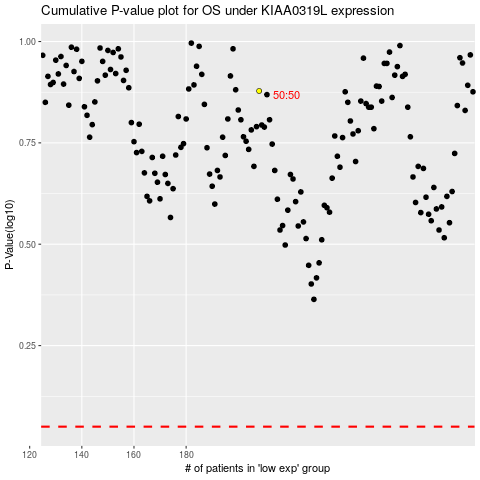 Cumulative P-value plot for OS under KIAA0319L expression
P-Value(log10)
1.00
0.75
0.50
0.25
50:50
120 140 160 180
# of patients in 'low exp' group